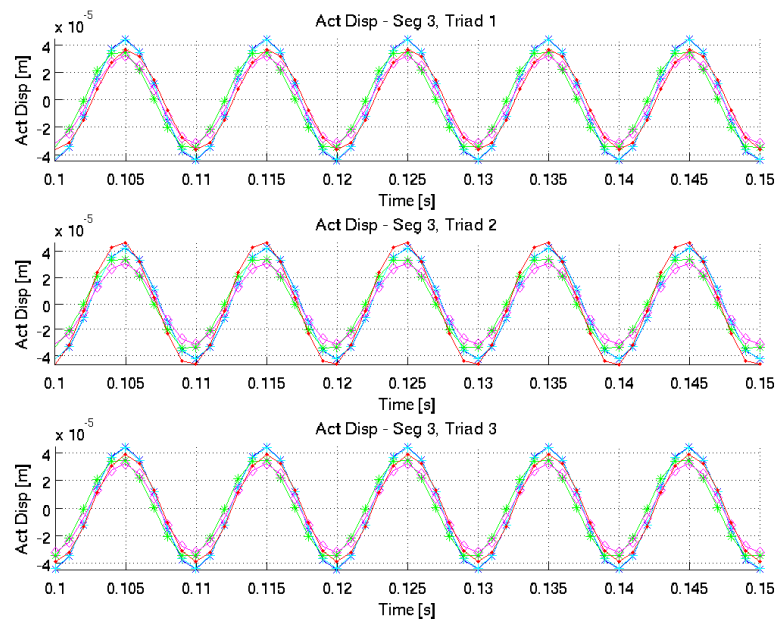 Act Disp - Seg 3, Triad 1
x 10^-5
Act Disp [m]
4
2
0
-2
-4
0.1 0.105 0.11 0.115 0.12 0.125 0.13 0.135 0.14 0.145 0.15
Time [s]
Act Disp - Seg 3, Triad 2
x 10^-5
Act Disp [m]
4
2
0
-2
-4
0.1 0.105 0.11 0.115 0.12 0.125 0.13 0.135 0.14 0.145 0.15
Time [s]
Act Disp - Seg 3, Triad 3
x 10^-5
Act Disp [m]
4
2
0
-2
-4
0.1 0.105 0.11 0.115 0.12 0.125 0.13 0.135 0.14 0.145 0.15
Time [s]